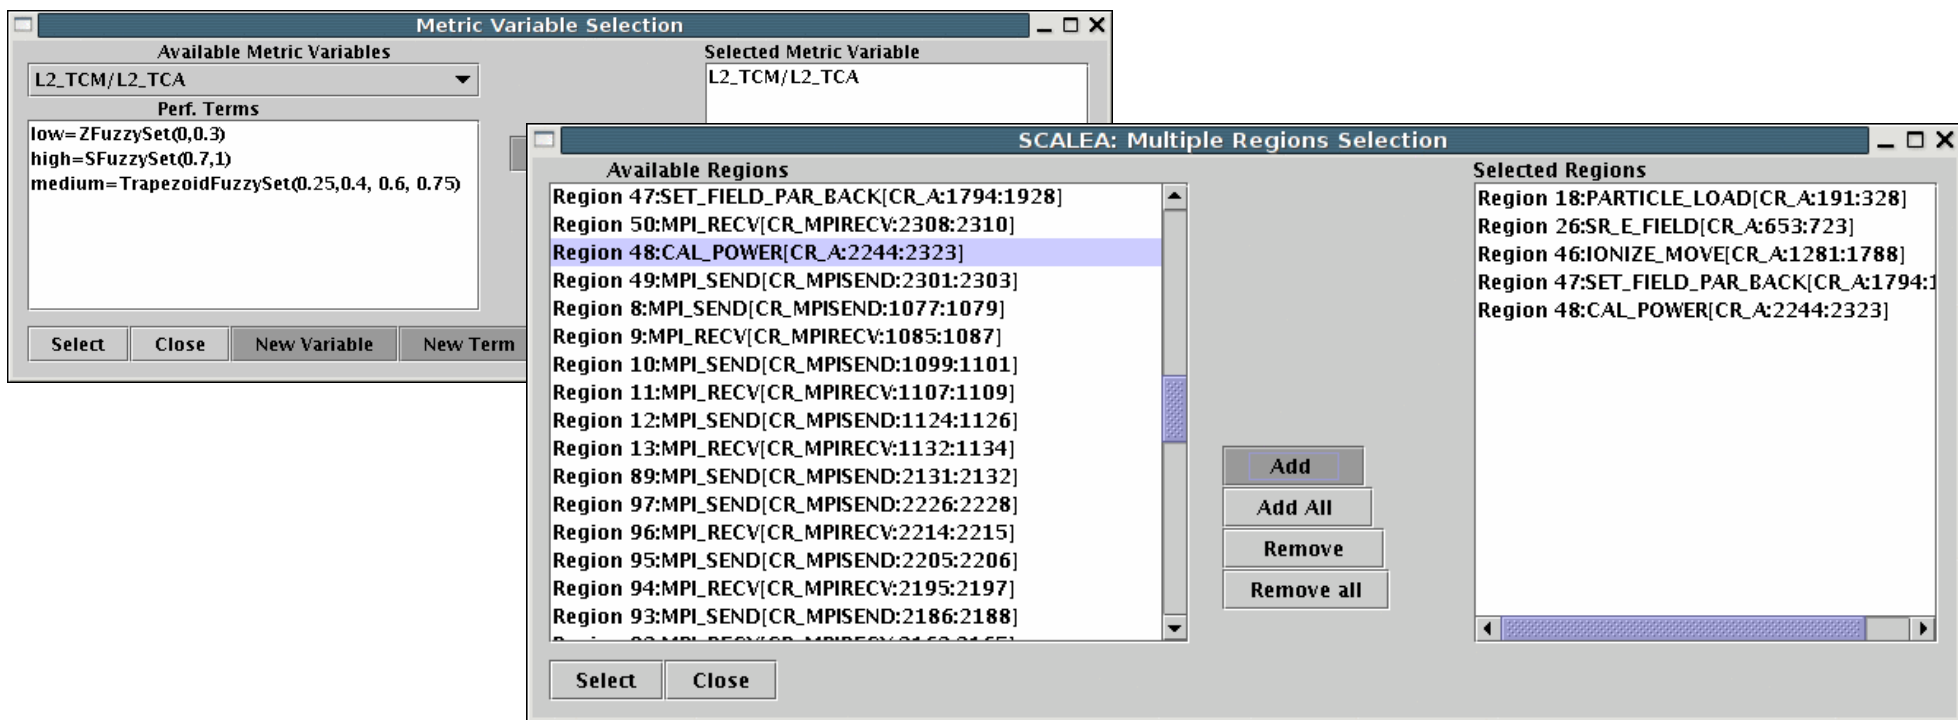 Metric Variable Selection
Available Metric Variables
L2_TCM/L2_TCA
Perf. Terms
low=ZFuzzySet(0,0.3)
high=SFuzzySet(0.7,1)
medium=TrapezoidFuzzySet(0.25,0.4, 0.6, 0.75)
Selected Metric Variable
L2_TCM/L2_TCA
Select
Close
New Variable
New Term
SCALEA: Multiple Regions Selection
Available Regions
Region 47:SET_FIELD_PAR_BACK[CR_A:1794:1928]
Region 50:MPI_RECV[CR_MPIRECV:2308:2310]
Region 48:CAL_POWER[CR_A:2244:2323]
Region 49:MPI_SEND[CR_MPISEND:2301:2303]
Region 8:MPI_SEND[CR_MPISEND:1077:1079]
Region 9:MPI_RECV[CR_MPIRECV:1085:1087]
Region 10:MPI_SEND[CR_MPISEND:1099:1101]
Region 11:MPI_RECV[CR_MPIRECV:1107:1109]
Region 12:MPI_SEND[CR_MPISEND:1124:1126]
Region 13:MPI_RECV[CR_MPIRECV:1132:1134]
Region 89:MPI_SEND[CR_MPISEND:2131:2132]
Region 97:MPI_SEND[CR_MPISEND:2226:2228]
Region 96:MPI_RECV[CR_MPIRECV:2214:2215]
Region 95:MPI_SEND[CR_MPISEND:2205:2206]
Region 94:MPI_RECV[CR_MPIRECV:2195:2197]
Region 93:MPI_SEND[CR_MPISEND:2186:2188]
Add
Add All
Remove
Remove all
Selected Regions
Region 18:PARTICLE_LOAD[CR_A:191:328]
Region 26:SR_E_FIELD[CR_A:653:723]
Region 46:IONIZE_MOVE[CR_A:1281:1788]
Region 47:SET_FIELD_PAR_BACK[CR_A:1794:1
Region 48:CAL_POWER[CR_A:2244:2323]
Select
Close